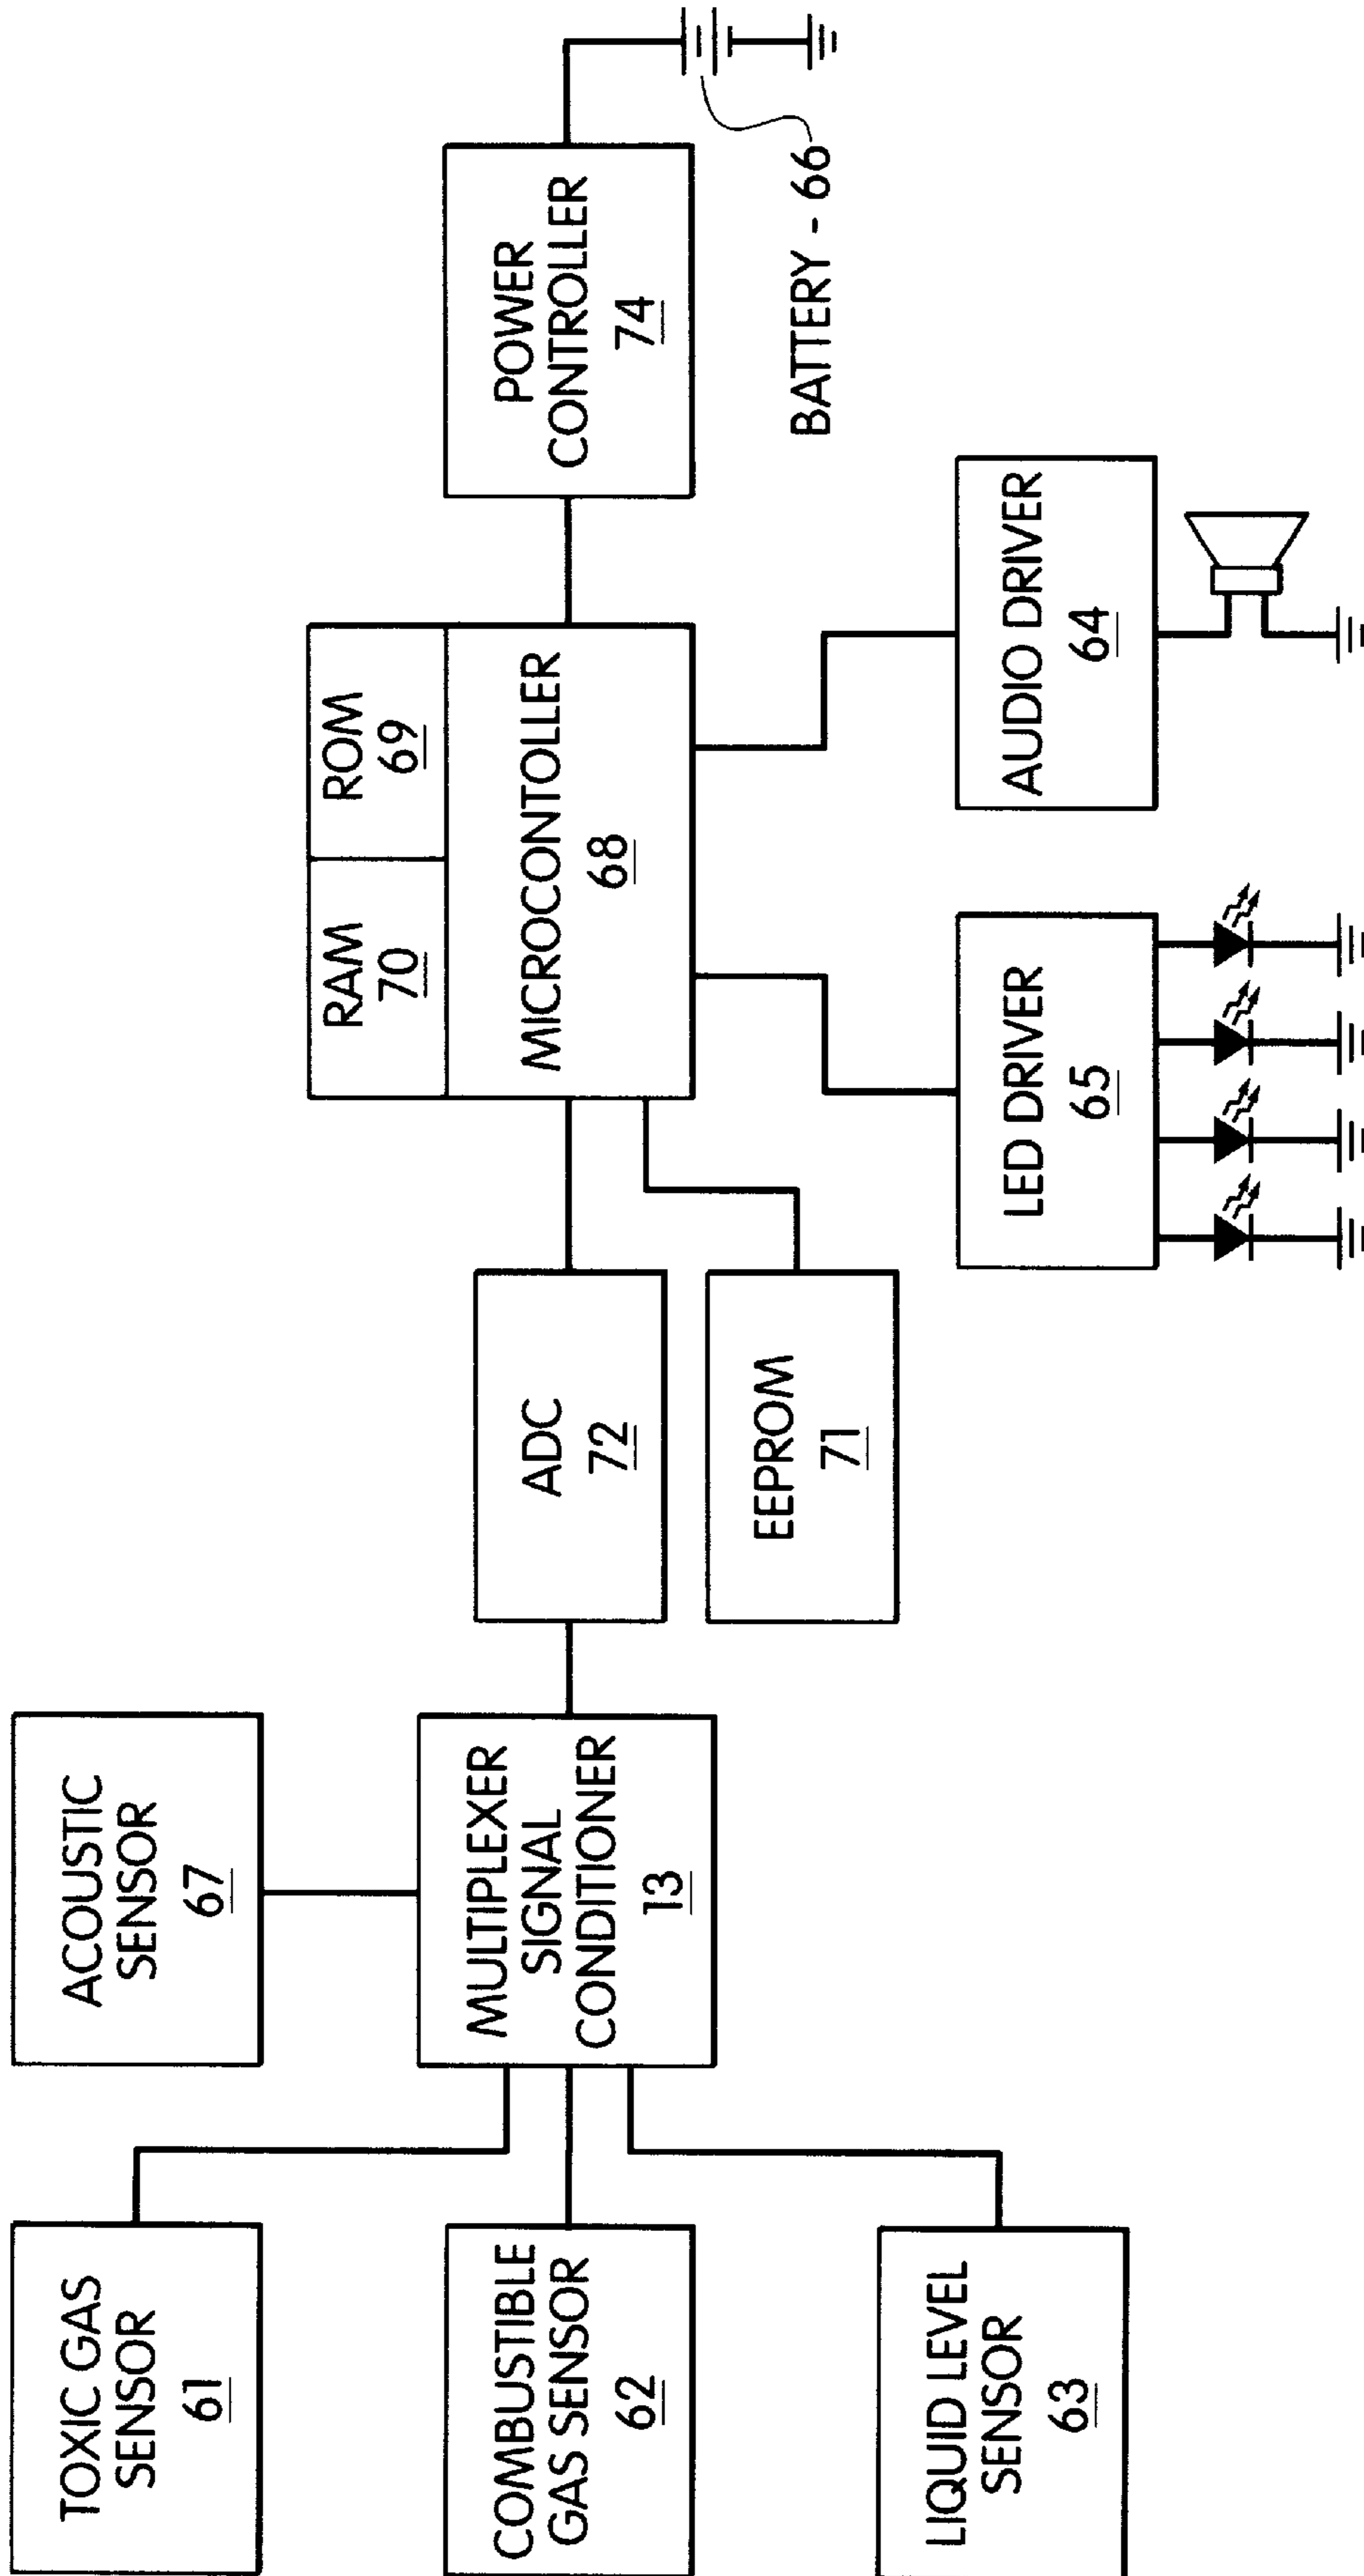 TOXIC GAS
SENSOR
61
COMBUSTIBLE
GAS SENSOR
62
LIQUID LEVEL
SENSOR
63
ACOUSTIC
SENSOR
67
MULTIPLEXER
SIGNAL
CONDITIONER
13
ADC
72
EEPROM
71
RAM
70
ROM
69
MICROCONTOLLER
68
LED DRIVER
65
AUDIO DRIVER
64
POWER
CONTROLLER
74
BATTERY - 66